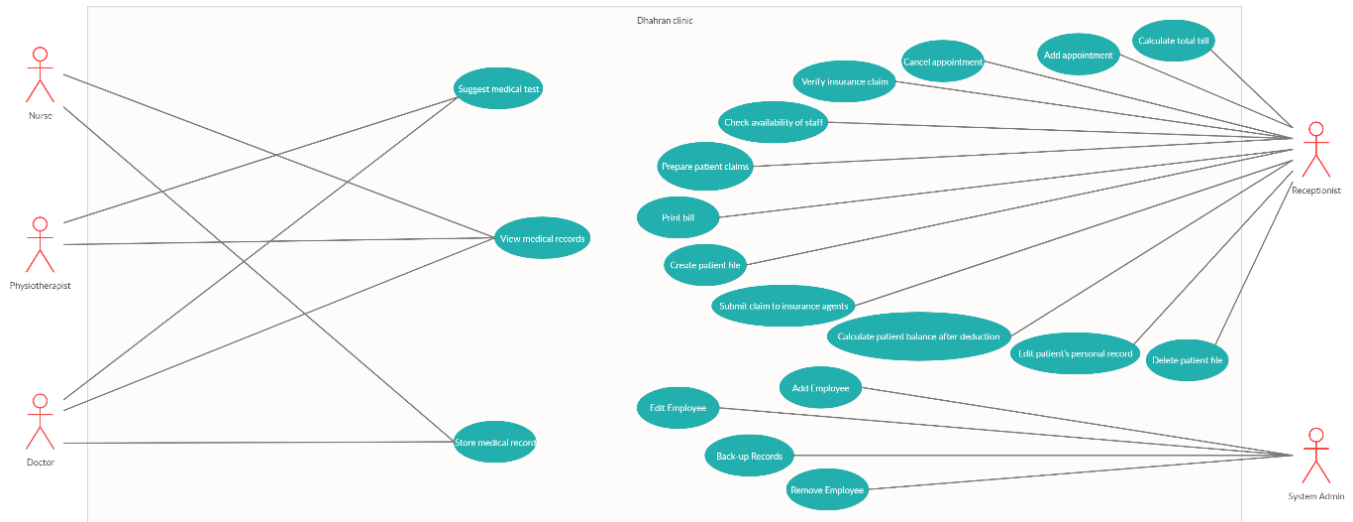 Dhahran clinic
Calculate total bill
Add appointment
Cancel appointment
Verify insurance claim
Suggest medical test
Nurse
Check availability of staff
Prepare patient claims
Receptionist
Print bill
View medical records
Create patient file
Physiotherapist
Submit claim to insurance agents
Calculate patient balance after deduction
Edit patient's personal record
Delete patient file
Add Employee
Edit Employee
Store medical record
Back-up Records
Doctor
Remove Employee
System Admin